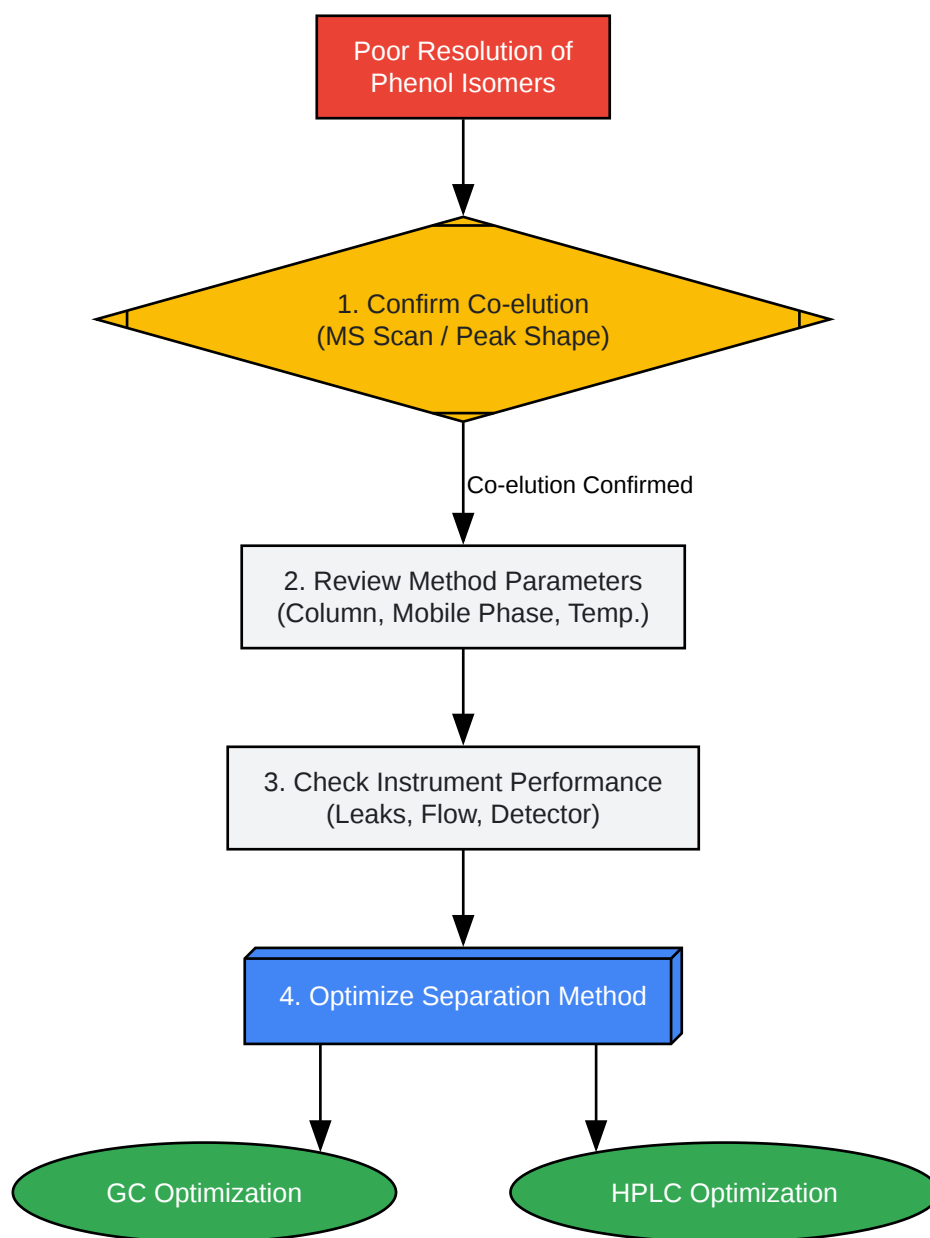 Poor Resolution of
Phenol Isomers
1. Confirm Co-elution
(MS Scan / Peak Shape)
Co-elution Confirmed
2. Review Method Parameters
(Column, Mobile Phase, Temp.)
3. Check Instrument Performance
(Leaks, Flow, Detector)
4. Optimize Separation Method
GC Optimization
HPLC Optimization